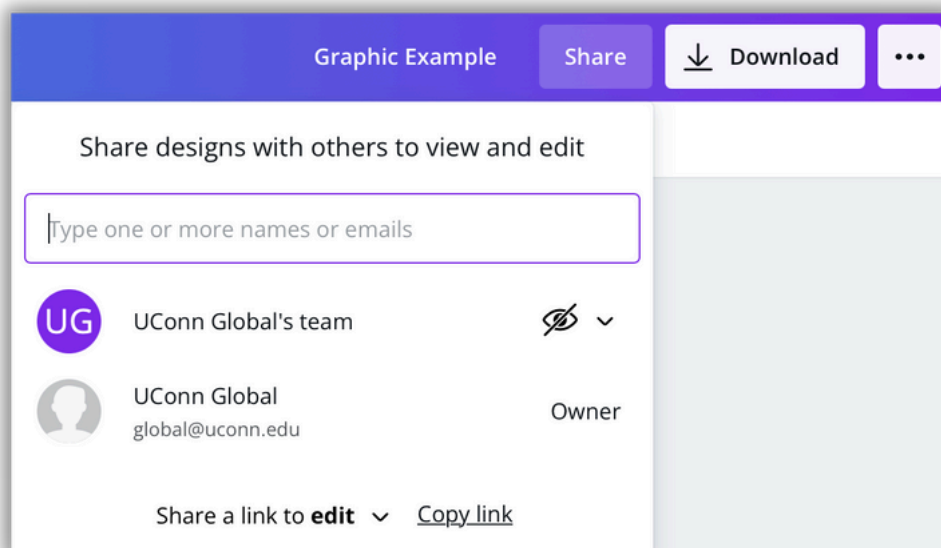 Graphic Example Share Download
Share designs with others to view and edit
Type one or more names or emails
UG UConn Global's team
UConn Global
global@uconn.edu
Owner
Share a link to edit Copy link